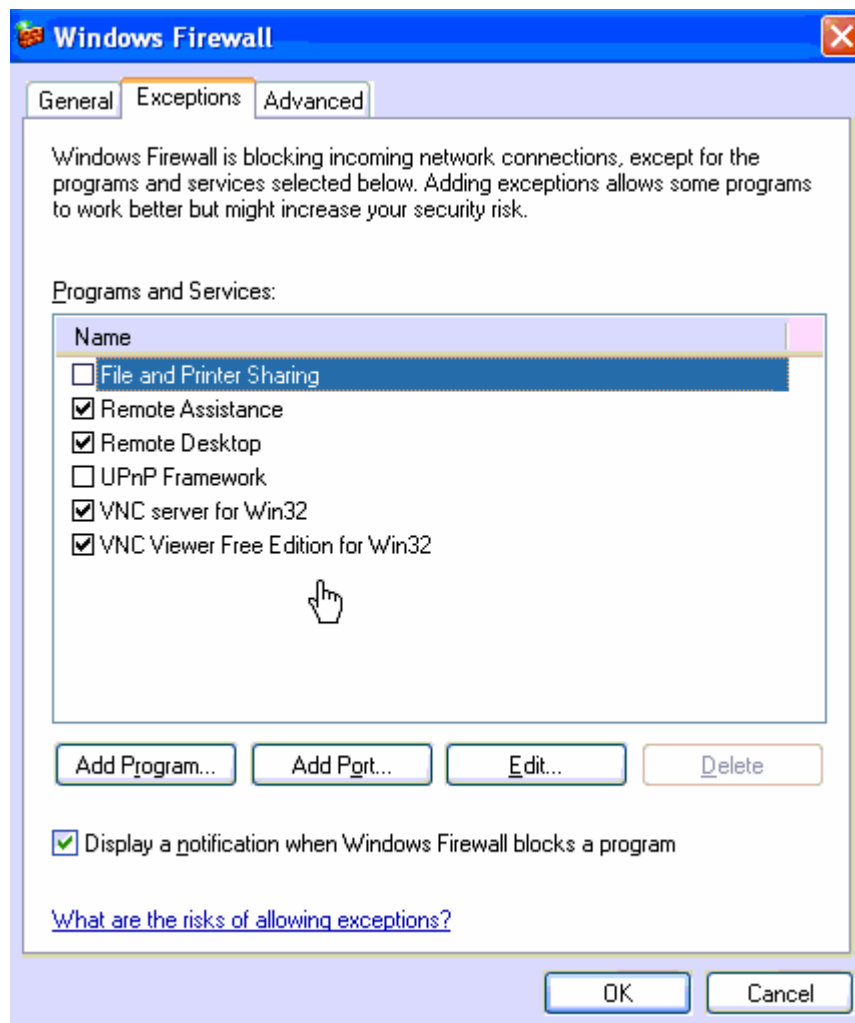 Windows Firewall
General Exceptions Advanced
Windows Firewall is blocking incoming network connections, except for the
programs and services selected below. Adding exceptions allows some programs
to work better but might increase your security risk.
Programs and Services:
Name
File and Printer Sharing
Remote Assistance
Remote Desktop
UPnP Framework
VNC server for Win32
VNC Viewer Free Edition for Win32
Add Program... Add Port... Edit... Delete
Display a notification when Windows Firewall blocks a program
What are the risks of allowing exceptions?
OK Cancel